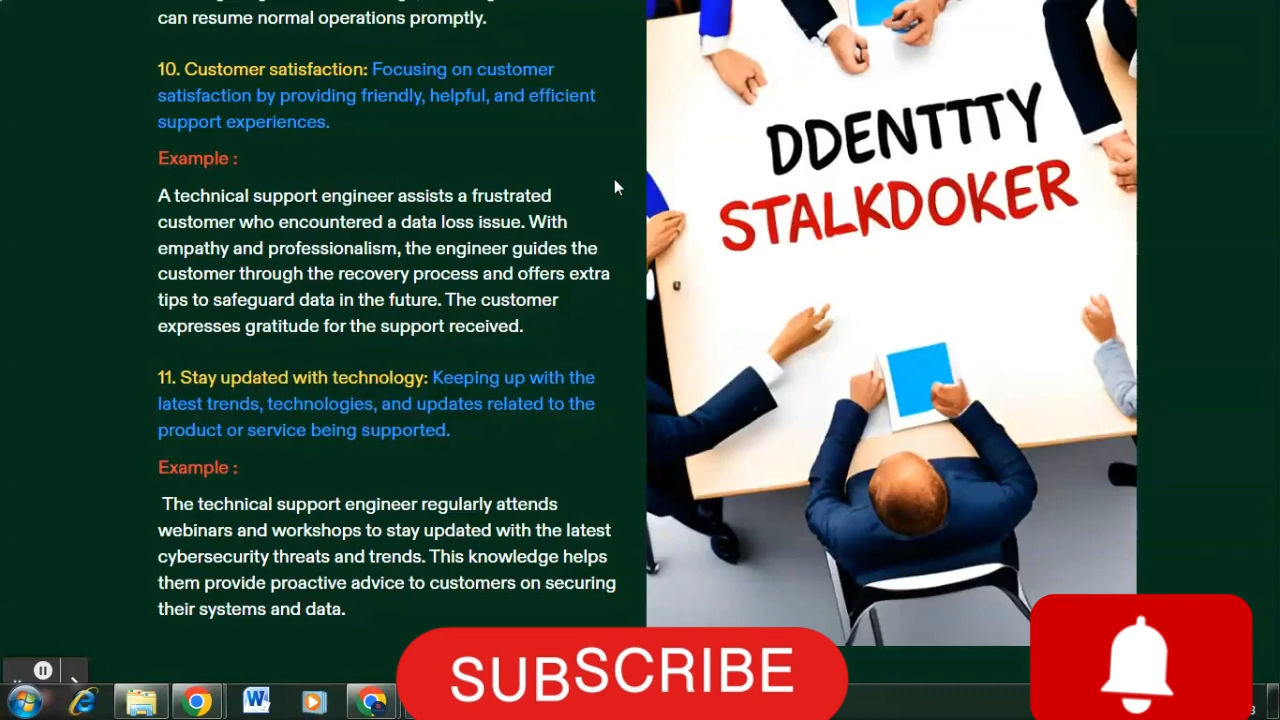 can resume normal operations promptly.
10. Customer satisfaction: Focusing on customer
satisfaction by providing friendly, helpful, and efficient
support experiences.
Example :
A technical support engineer assists a frustrated
customer who encountered a data loss issue. With
empathy and professionalism, the engineer guides the
customer through the recovery process and offers extra
tips to safeguard data in the future. The customer
expresses gratitude for the support received.
11. Stay updated with technology: Keeping up with the
latest trends, technologies, and updates related to the
product or service being supported.
Example :
The technical support engineer regularly attends
webinars and workshops to stay updated with the latest
cybersecurity threats and trends. This knowledge helps
them provide proactive advice to customers on securing
their systems and data.
DDENTTTY
STALKDOKER
SUBSCRIBE